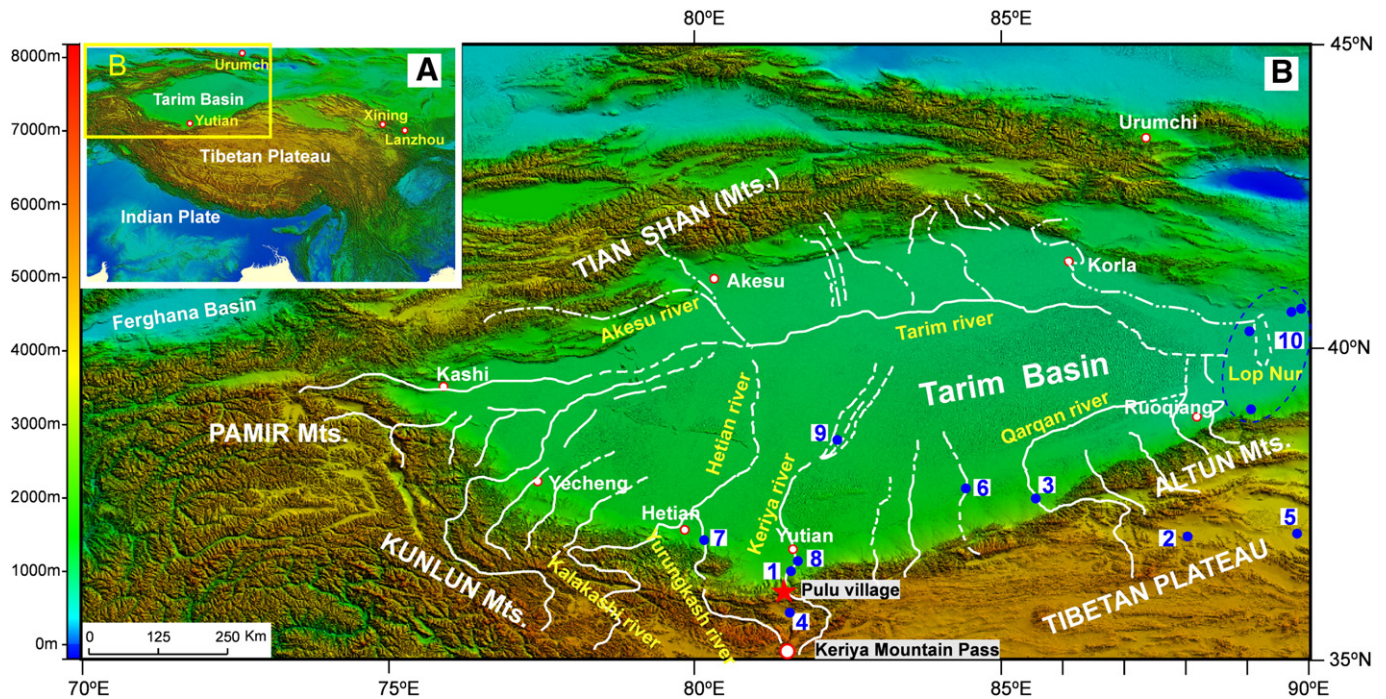 80ºE
85ºE
8000m
7000m
6000m
5000m
4000m
3000m
2000m
1000m
0m
B
A
Urumch
Tarim Basin
Yutian
Xining
Lanzhou
Tibetan Plateau
Indian Plate
B
45ºN
Urumchi
TIAN SHAN (Mts.)
Akesu
Korla
Ferghana Basin
Akesu river
Tarim river
10
40ºN
Kashi
Tarim Basin
Lop Nur
PAMIR Mts.
Hetian river
Qarqan river
Ruoqiang
9
Keriya river
ALTUN Mts.
Yecheng
6
3
Hetian
7
Yutian
2
5
8
1
KUNLUN Mts.
Kalakashi river
Yurungkash river
Pulu village
TIBETAN PLATEAU
4
Keriya Mountain Pass
0 125 250 Km
35ºN
70ºE
75ºE
80ºE
85ºE
90ºE